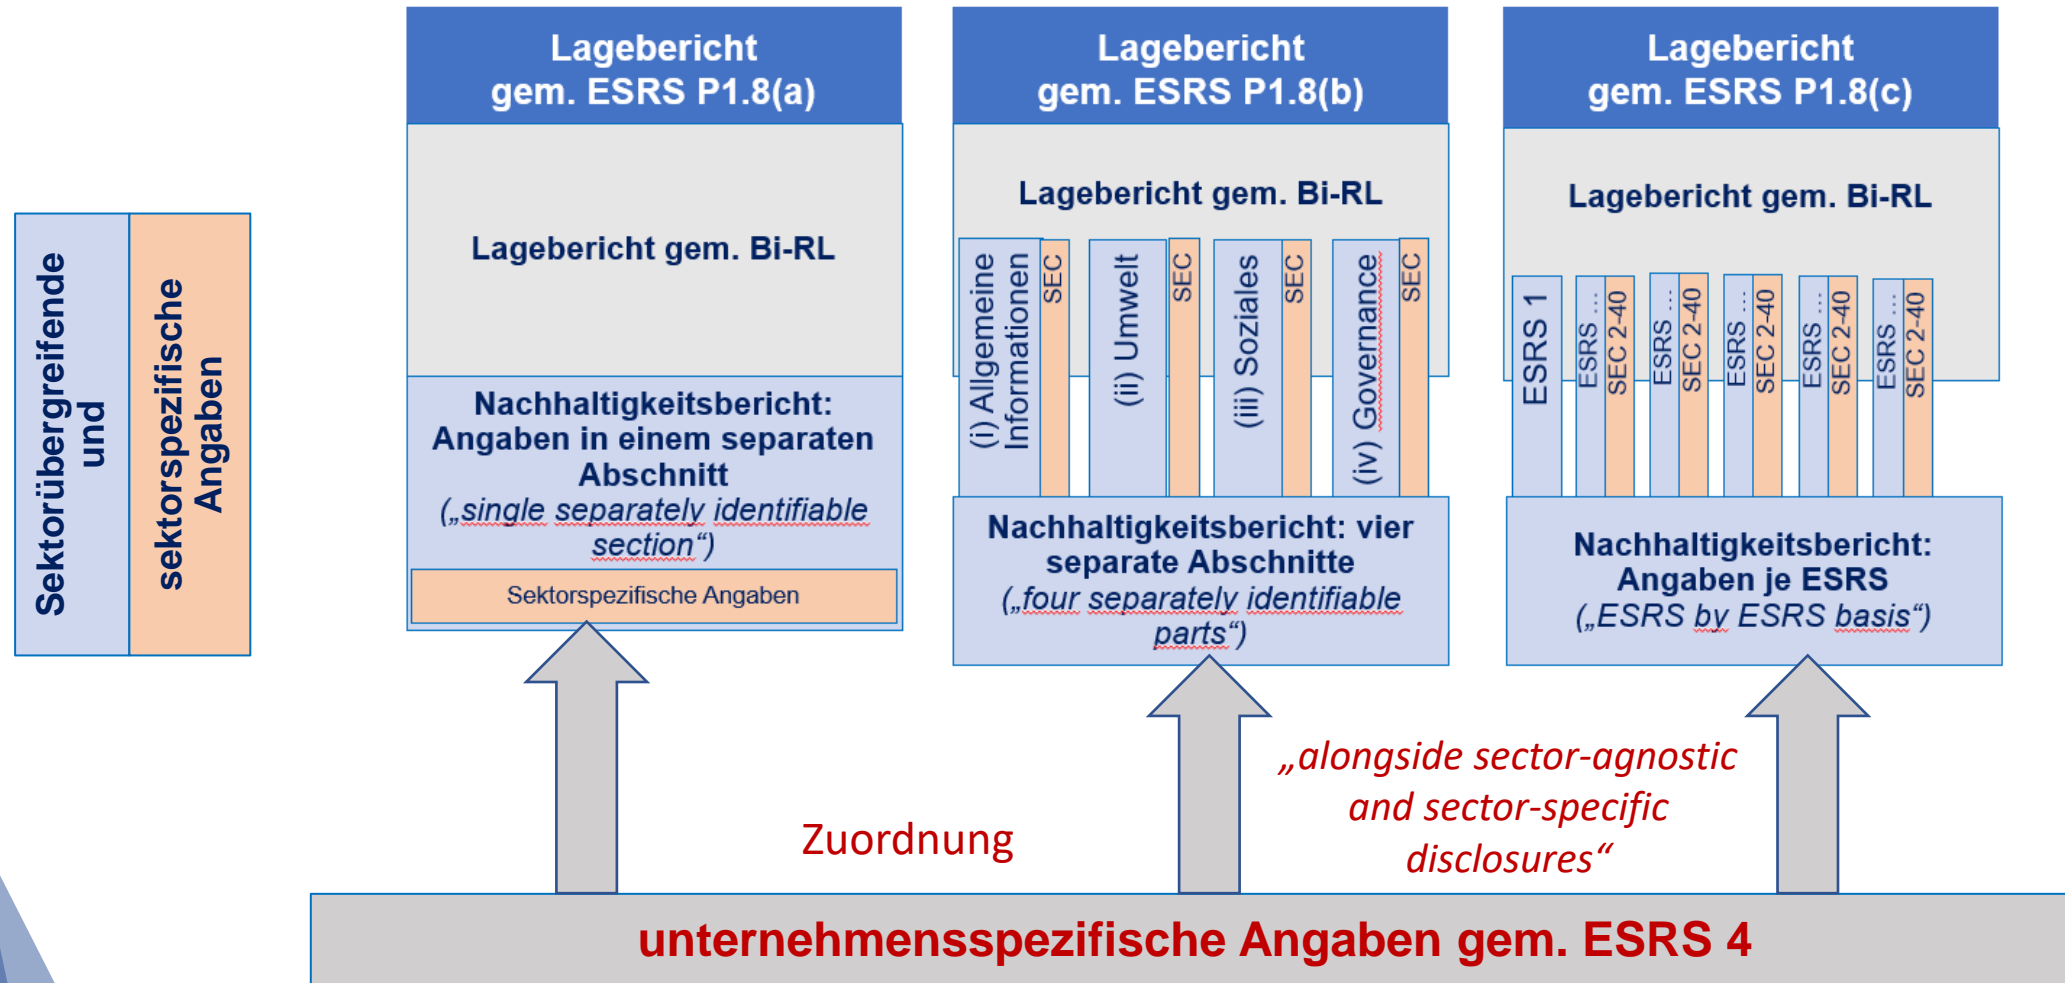 Sektorübergreifende
und
sektorspezifische
Angaben
Lagebericht
gem. ESRS P1.8(a)
Lagebericht gem. Bi-RL
Nachhaltigkeitsbericht:
Angaben in einem separaten
Abschnitt
(„single separately identifiable
section“)
Sektorspezifische Angaben
Lagebericht
gem. ESRS P1.8(b)
Lagebericht gem. Bi-RL
(i) Allgemeine
Informationen
SEC
(ii) Umwelt
SEC
(iii) Soziales
SEC
(iv) Governance
SEC
Nachhaltigkeitsbericht: vier
separate Abschnitte
(„four separately identifiable
parts“)
Lagebericht
gem. ESRS P1.8(c)
Lagebericht gem. Bi-RL
ESRS 1
ESRS ...
SEC 2-40
ESRS ...
SEC 2-40
ESRS ...
SEC 2-40
ESRS ...
SEC 2-40
ESRS ...
SEC 2-40
Nachhaltigkeitsbericht:
Angaben je ESRS
(„ESRS by ESRS basis“)
Zuordnung
„alongside sector-agnostic
and sector-specific
disclosures“
unternehmensspezifische Angaben gem. ESRS 4